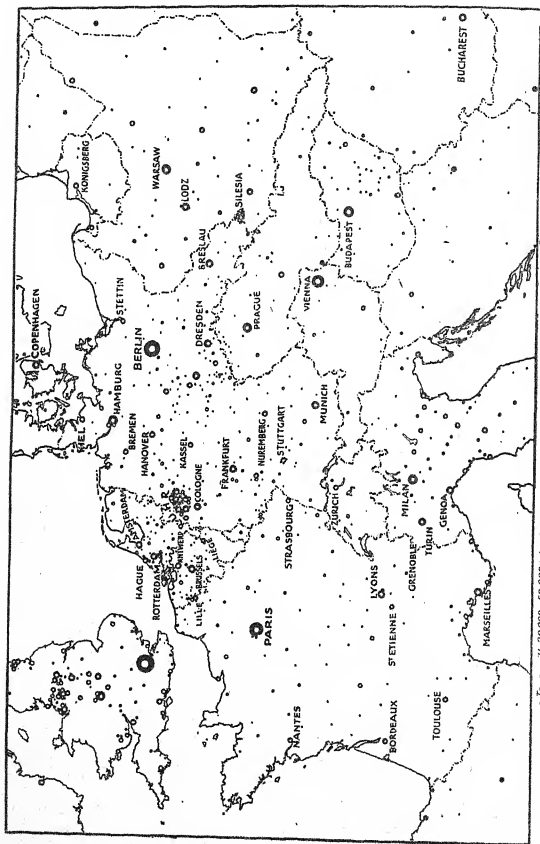 COPENHAGEN
KONIGSBERG
KIEL
HAMBURG
STETTIN
AMSTERDAM
BREMEN
BERLIN
HAGUE
HANOVER
WARSAW
ROTTERDAM
ANTWERP
KASSEL
LODZ
LILLE
BRUSSELS
LIEGE
COLOGNE
DRESDEN
BRESLAU
FRANKFURT
SILESIA
PARIS
NUREMBERG
PRAGUE
STRASBOURG
STUTTGART
NANTES
MUNICH
VIENNA
ZURICH
BUDAPEST
LYONS
ST ETIENNE
BORDEAUX
GRENOBLE
MILAN
TURIN
TOULOUSE
GENOA
MARSEILLES
BUCHAREST